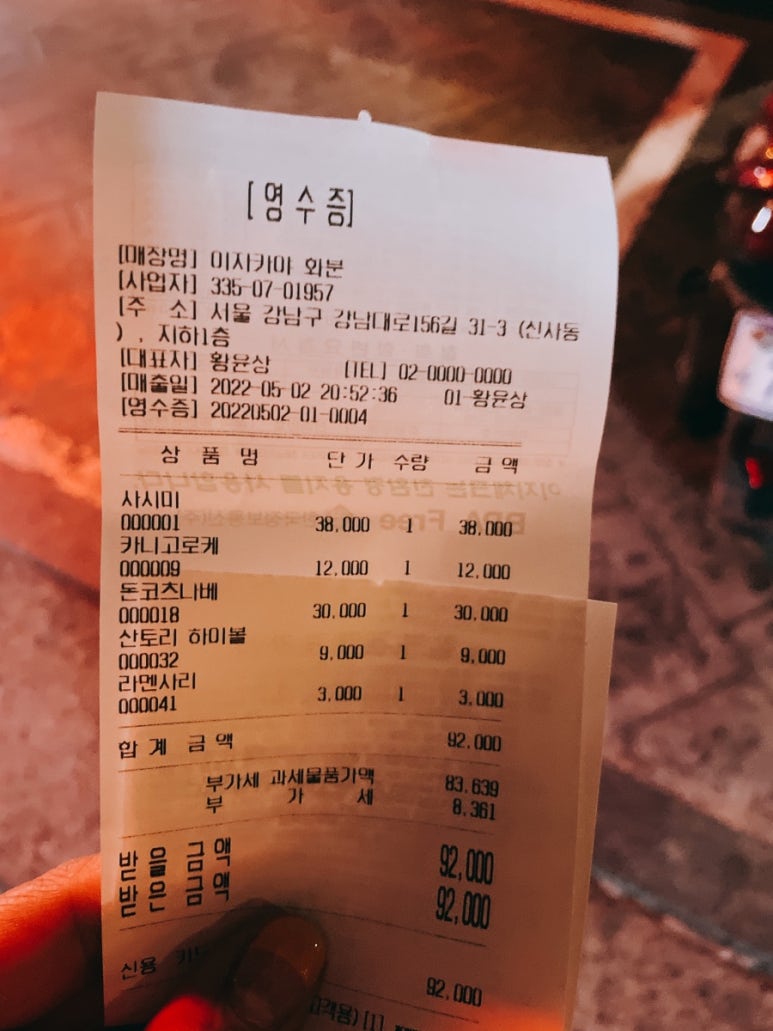 [영수증]
[매장명] 이자카야 화분
[사업자] 335-07-01957
[주 소] 서울 강남구 강남대로156길 31-3 (신사동
) , 지하1층
[대표자] 황윤상 [TEL] 02-0000-0000
[매출일] 2022-05-02 20:52:36 01-황윤상
[영수증] 20220502-01-0004
상 품 명 단 가 수량 금 액
사시미
000001 38,000 1 38,000
카니고로케
000009 12,000 1 12,000
돈코츠나베
000018 30,000 1 30,000
산토리 하이볼
000032 9,000 1 9,000
라멘사리
000041 3,000 1 3,000
합 계 금 액 92,000
부가세 과세물품가액 83,639
부 가 세 8,361
받 을 금 액 92,000
받 은 금 액 92,000
신용 92,000